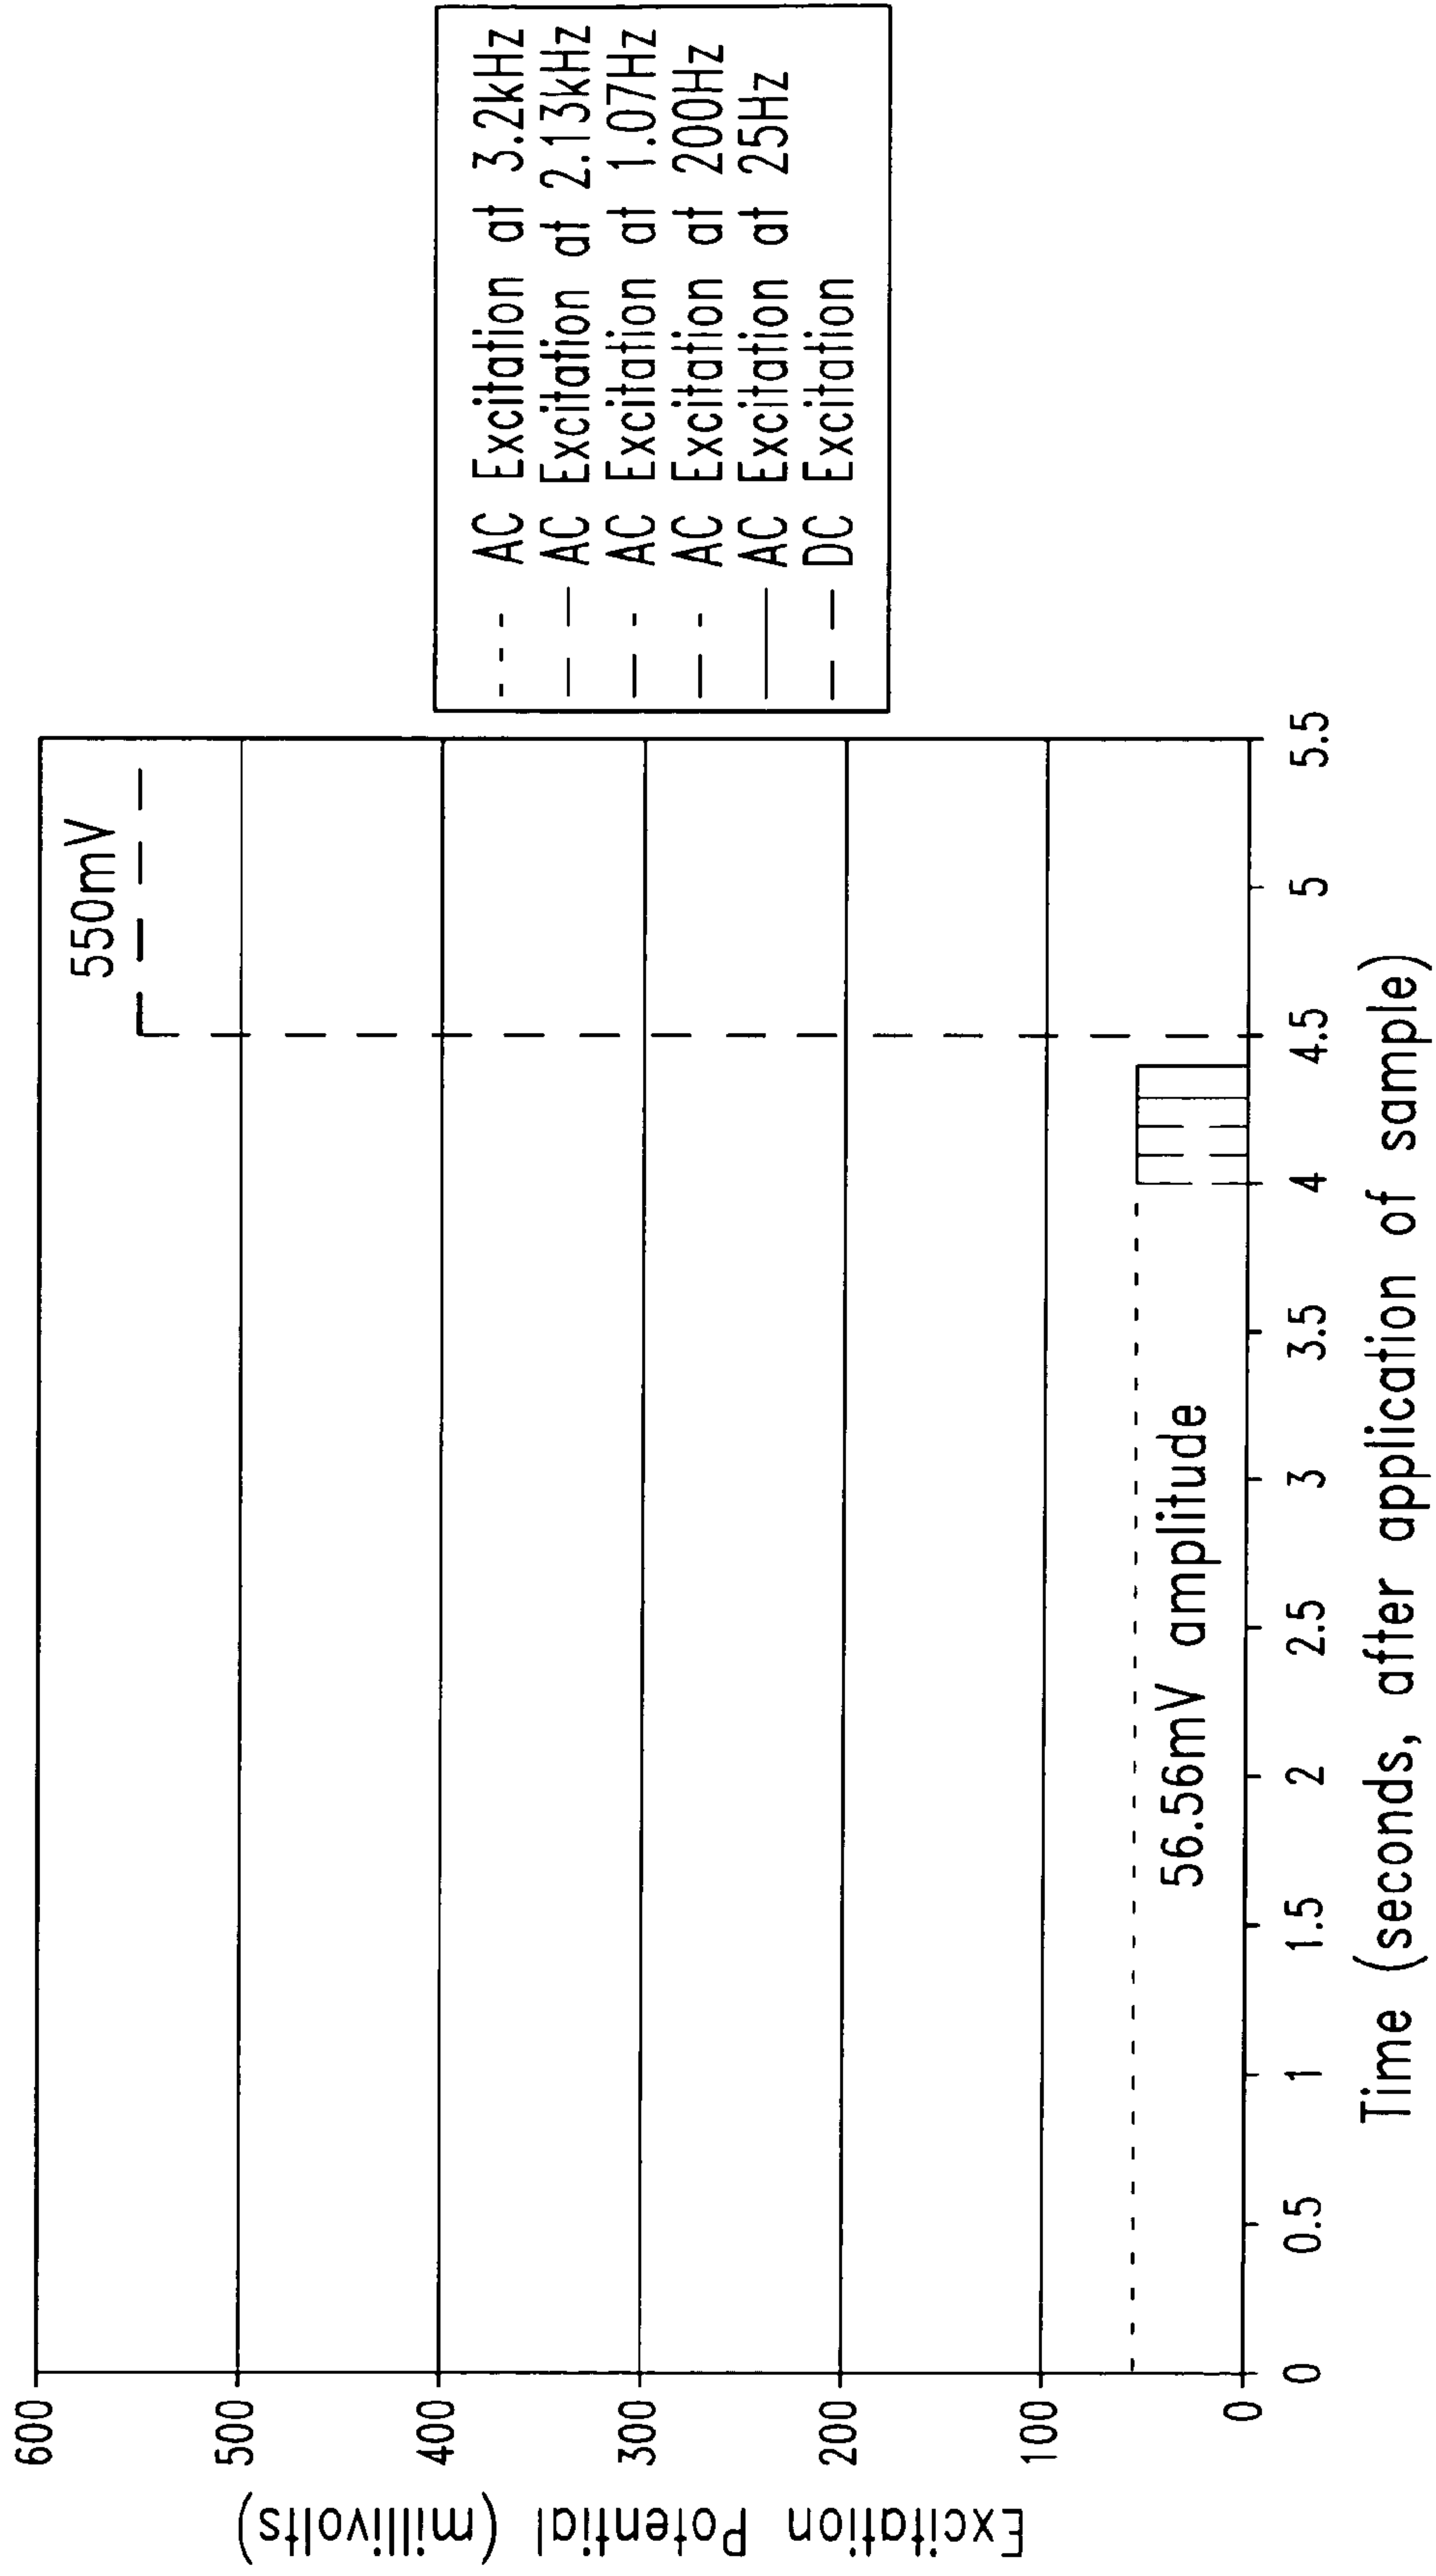 600
500
400
300
200
100
0
Excitation Potential (millivolts)
550mV
56.56mV amplitude
0
0.5
1
1.5
2
2.5
3
3.5
4
4.5
5
5.5
Time (seconds, after application of sample)
AC Excitation at 3.2kHz
AC Excitation at 2.13kHz
AC Excitation at 1.07Hz
AC Excitation at 200Hz
AC Excitation at 25Hz
DC Excitation